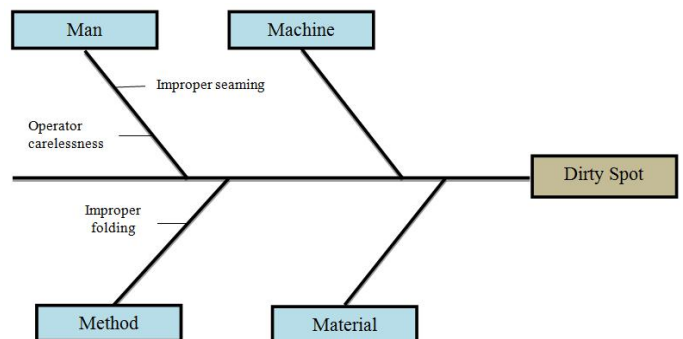 Man
Machine
Improper seaming
Operator
carelessness
Dirty Spot
Improper
folding
Method
Material